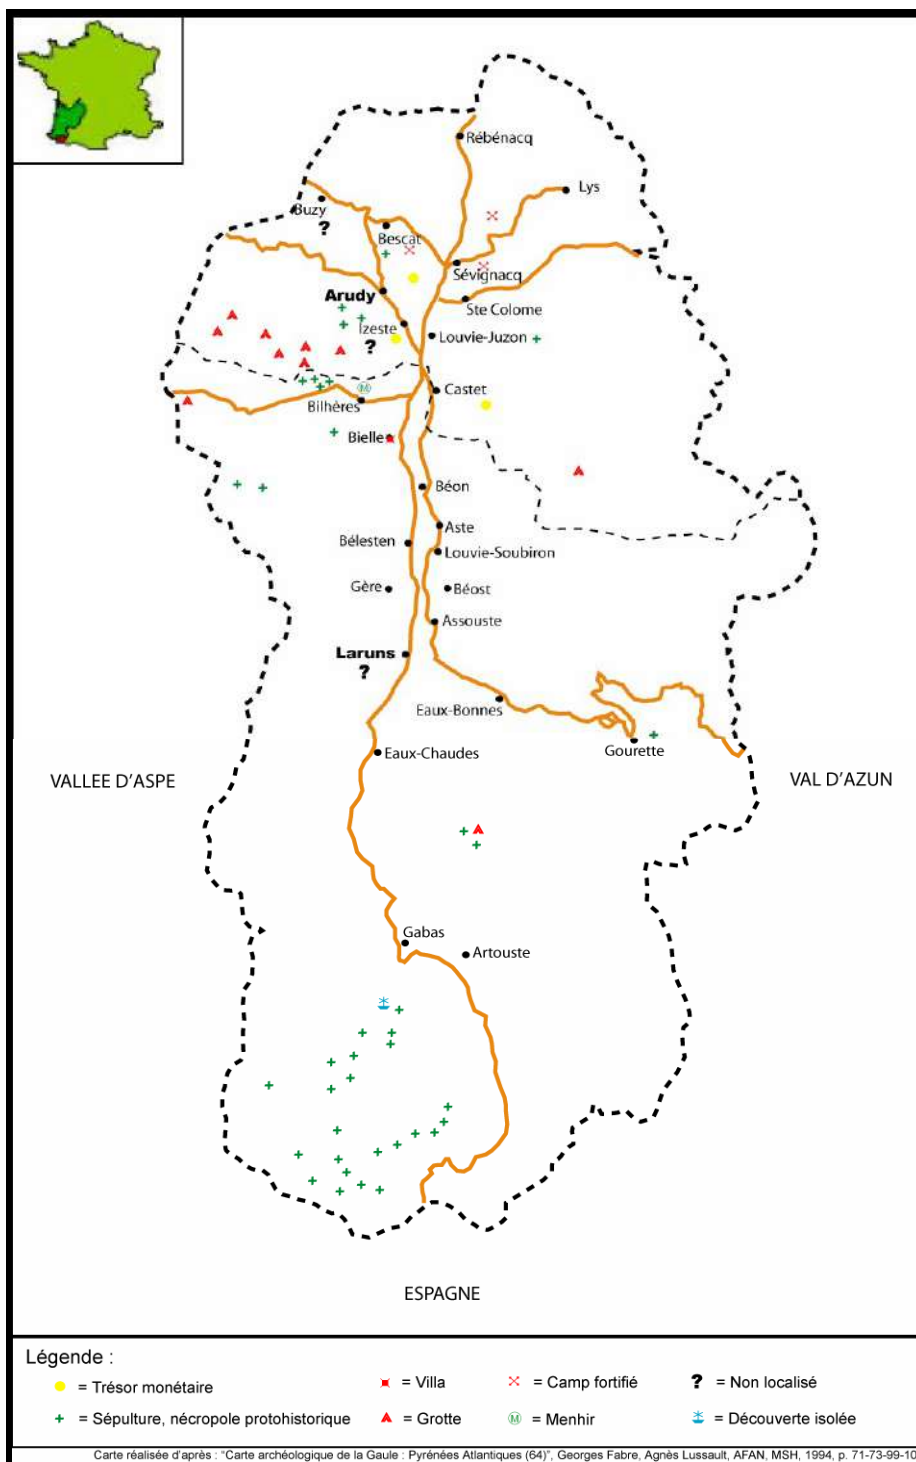 Rébénacq
Lys
Buzy
?
Bescat
Sévignacq
Arudy
Ste Colome
Izeste
?
Louvie-Juzon
Castet
M
Bilhères
Bielle
Béon
Aste
Bélesten
Louvie-Soubiron
Gère
Béost
Assouste
Laruns
?
Eaux-Bonnes
Gourette
Eaux-Chaudes
VALLEE D'ASPE
VAL D'AZUN
Gabas
Artouste
ESPAGNE
Légende :
= Trésor monétaire
= Villa
= Camp fortifié
? = Non localisé
= Sépulture, nécropole protohistorique
= Grotte
M = Menhir
= Découverte isolée
Carte réalisée d'après : "Carte archéologique de la Gaule : Pyrénées Atlantiques (64)", Georges Fabre, Agnès Lussault, AFAN, MSH, 1994, p. 71-73-99-10